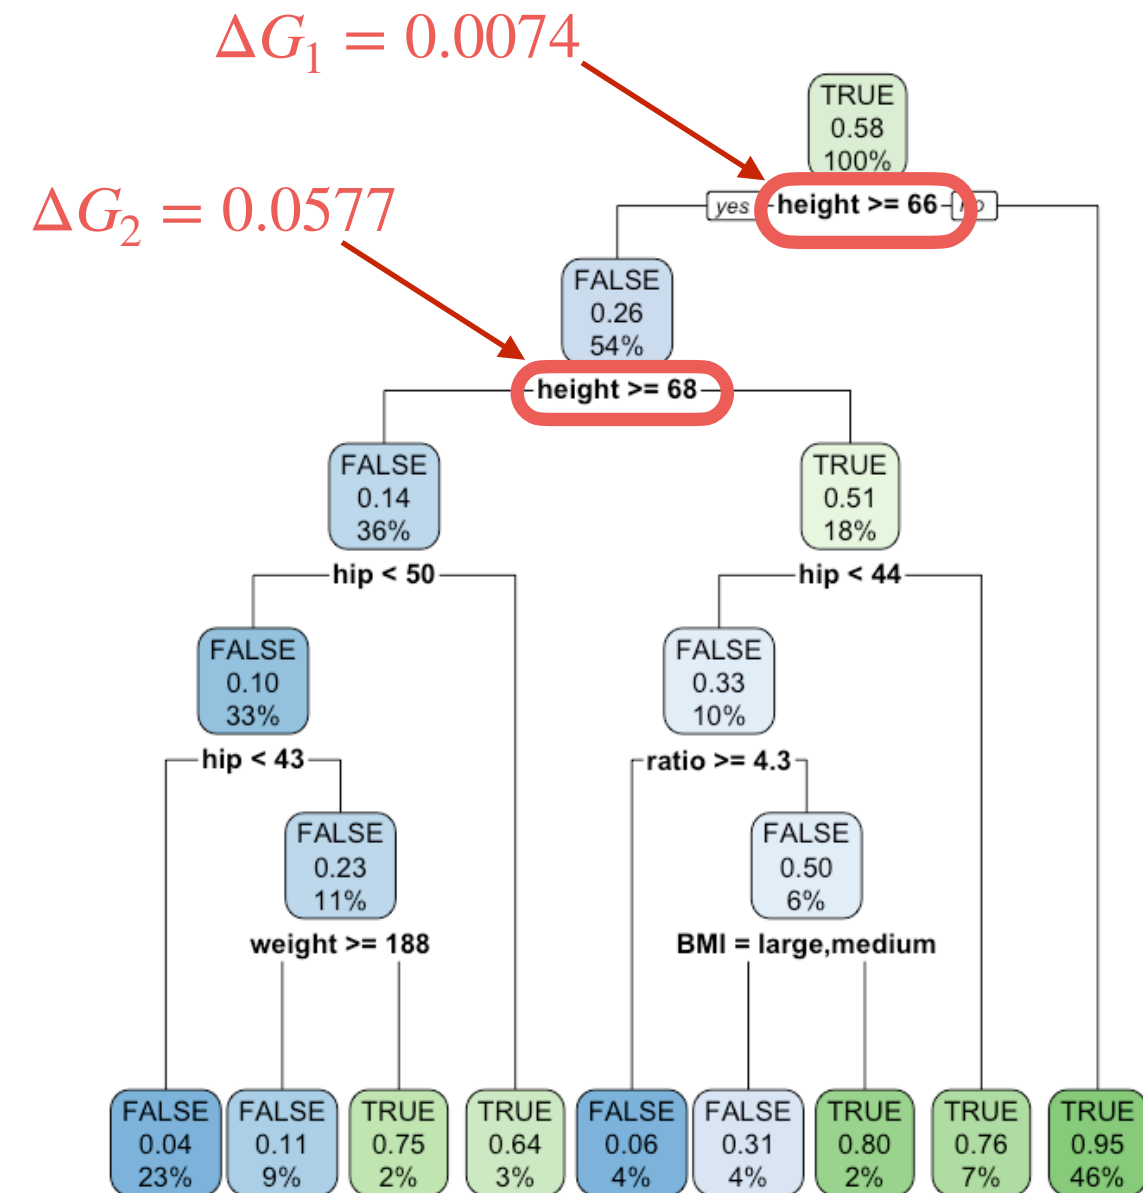 ΔG₁ = 0.0074
TRUE
0.58
100%
yes height >= 66 no
ΔG₂ = 0.0577
FALSE
0.26
54%
height >= 68
FALSE
0.14
36%
TRUE
0.51
18%
hip < 50
hip < 44
FALSE
0.10
33%
FALSE
0.33
10%
hip < 43
ratio >= 4.3
FALSE
0.23
11%
FALSE
0.50
6%
weight >= 188
BMI = large,medium
FALSE
0.04
23%
FALSE
0.11
9%
TRUE
0.75
2%
TRUE
0.64
3%
FALSE
0.06
4%
FALSE
0.31
4%
TRUE
0.80
2%
TRUE
0.76
7%
TRUE
0.95
46%